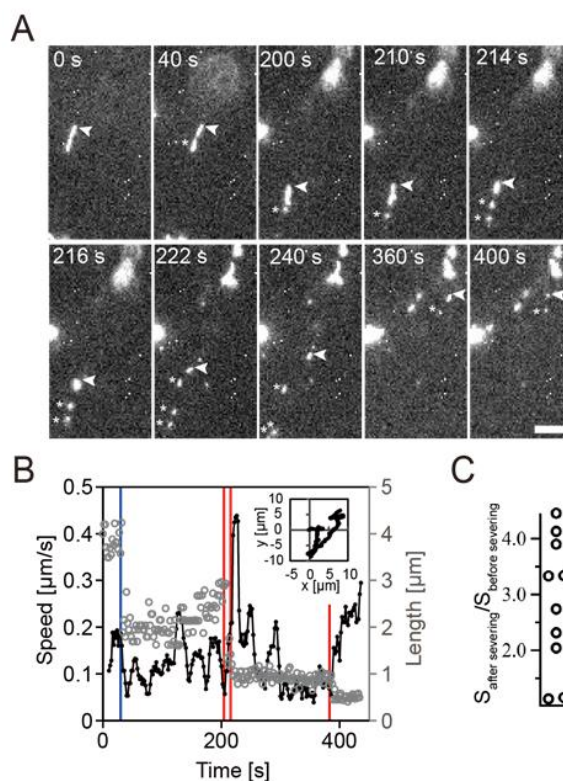 A
0 s 40 s 200 s 210 s 214 s
* *
*
* *
* *
216 s 222 s 240 s 360 s 400 s
* *
* *
*
*
* *
B
C
Speed [μm/s]
0.5
0.4
0.3
0.2
0.1
0
0 200 400
Time [s]
5
4
3
2
1
0
Length [μm]
y [μm]
10
5
0
-5
-10
-5 0 5 10
x [μm]
S after severing/S before severing
4.0
3.0
2.0